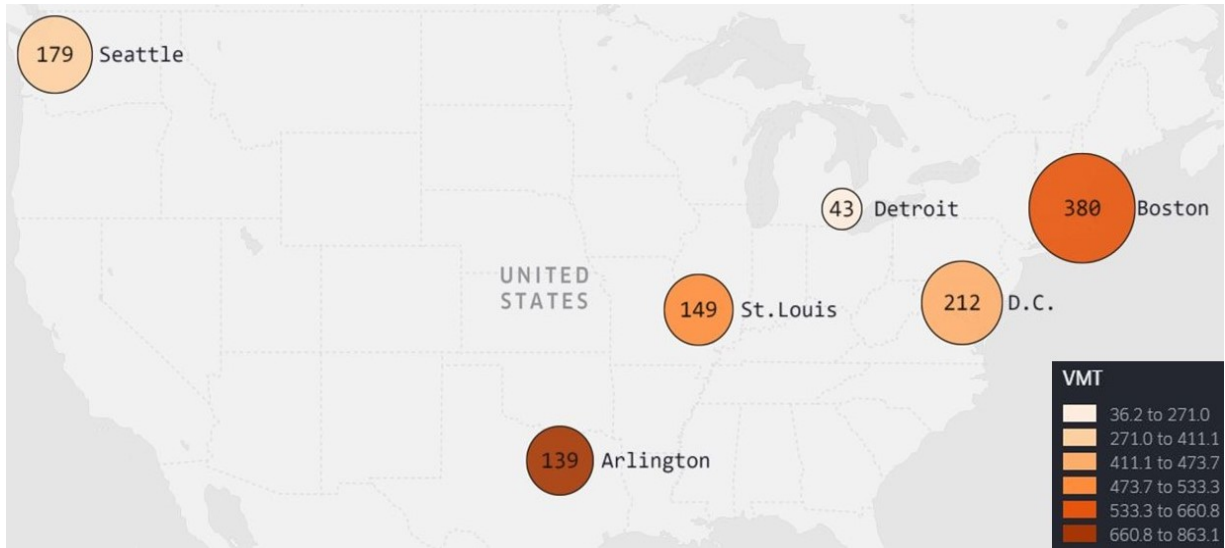 179 Seattle
43 Detroit
380 Boston
UNITED
STATES
149 St.Louis
212 D.C.
139 Arlington
VMT
36.2 to 271.0
271.0 to 411.1
411.1 to 473.7
473.7 to 533.3
533.3 to 660.8
660.8 to 863.1